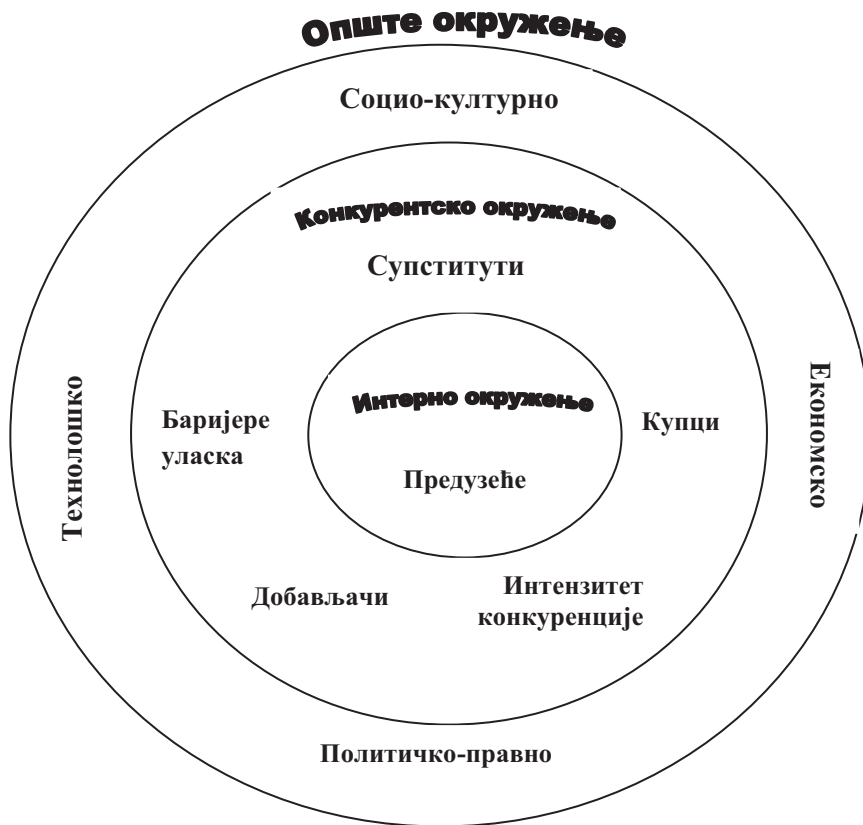 Опште окружење
Социо-културно
Конкурентско окружење
Супститути
Технолошко
Економско
Интерно окружење
Баријере
уласка
Купци
Предузеће
Добављачи
Интензитет
конкуренције
Политичко-правно